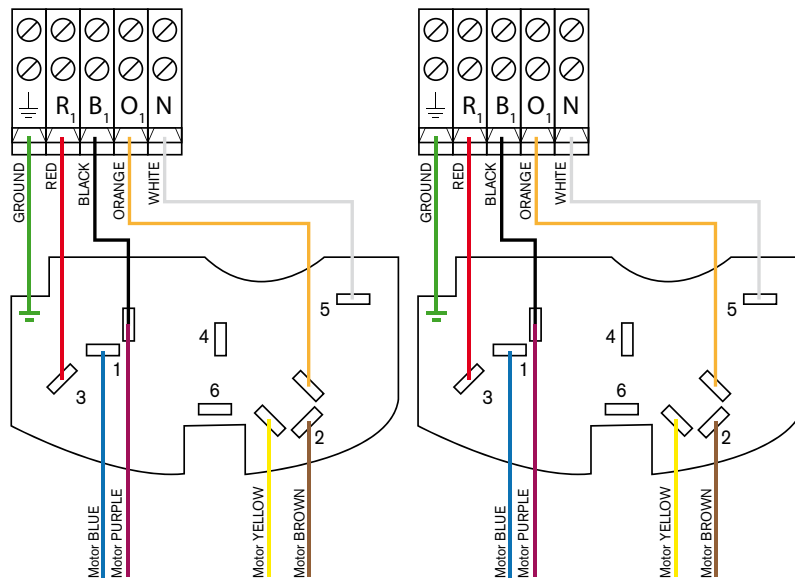 R1 B1 O1 N
GROUND
RED
BLACK
ORANGE
WHITE
5
4
1
3
6
2
Motor BLUE
Motor PURPLE
Motor YELLOW
Motor BROWN
R1 B1 O1 N
GROUND
RED
BLACK
ORANGE
WHITE
5
4
1
3
6
2
Motor BLUE
Motor PURPLE
Motor YELLOW
Motor BROWN